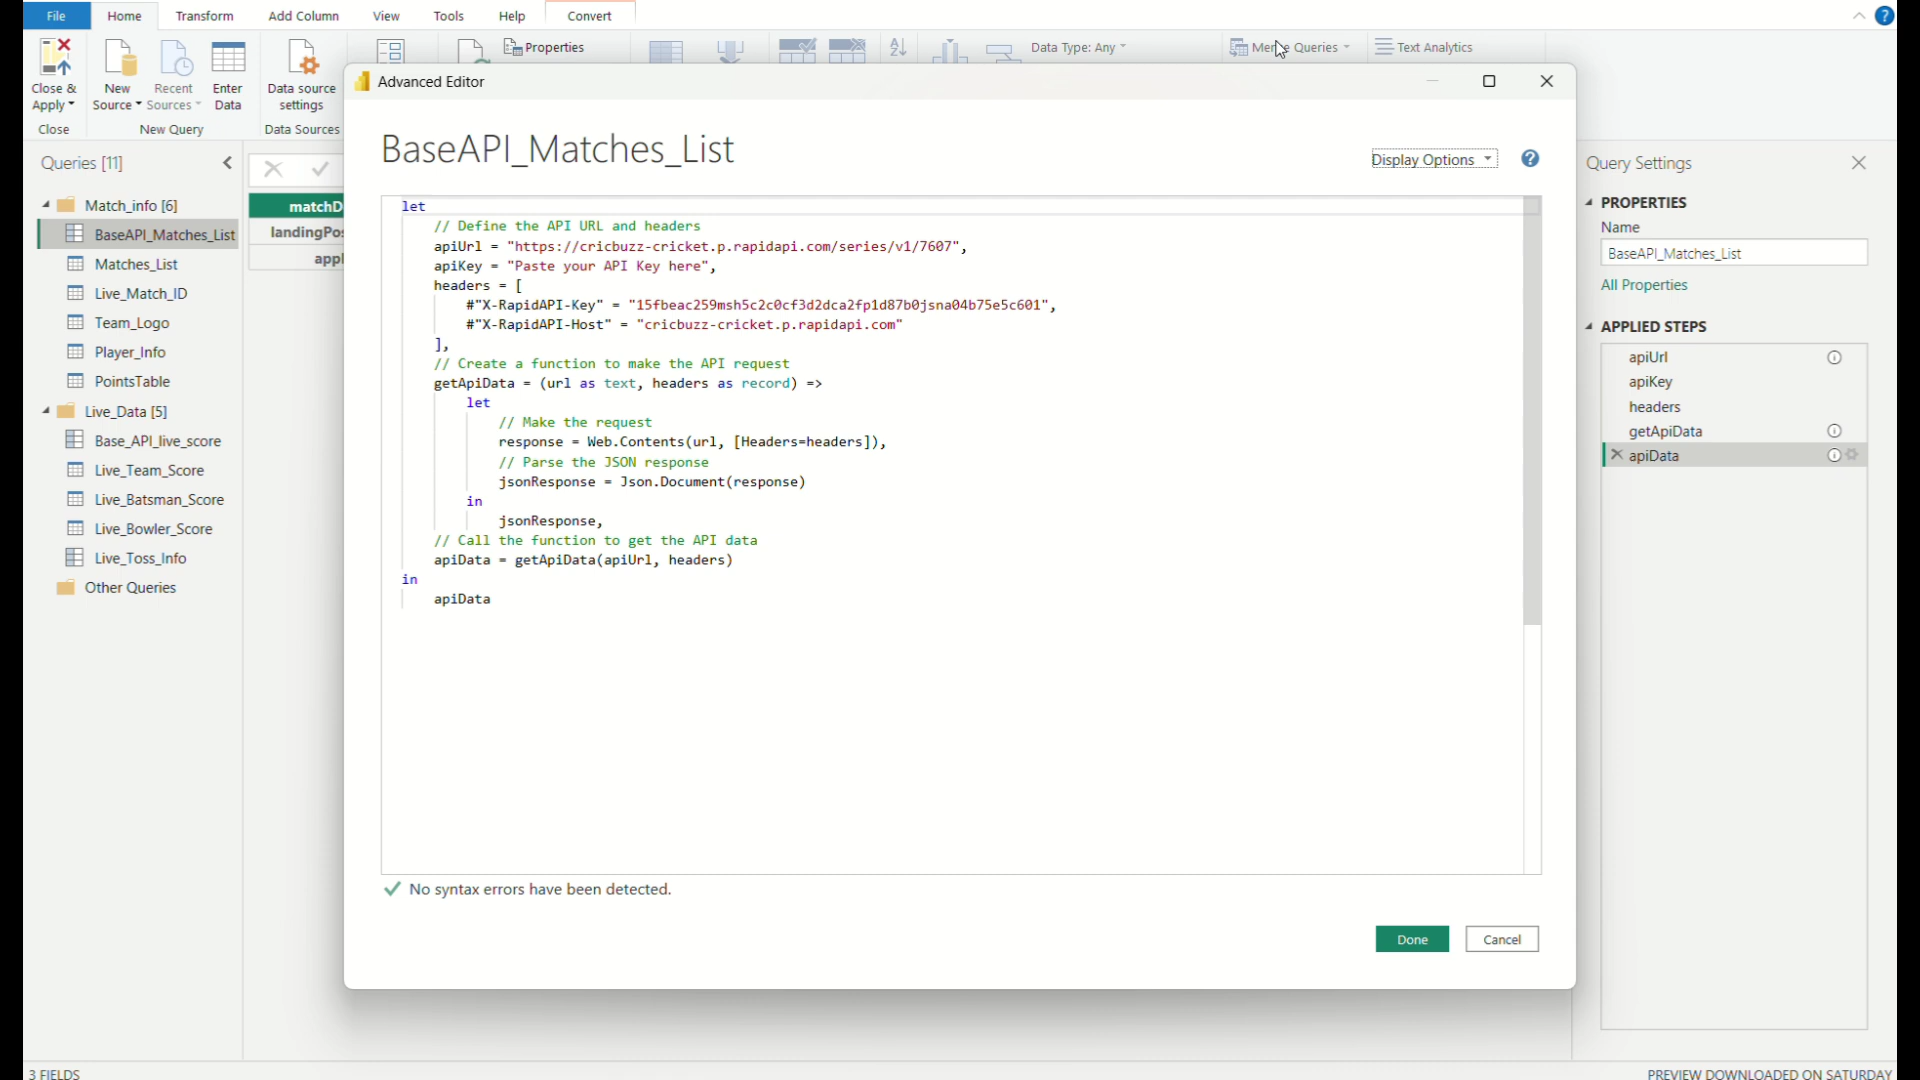 File Home Transform Add Column View Tools Help Convert
Close &
Apply
Close
New
Source
Recent
Sources
Enter
Data
New Query
Data source
settings
Data Sources
Properties
Data Type: Any
Queries
Text Analytics
Advanced Editor
BaseAPI_Matches_List
Display Options
Queries [11]
Match_info [6]
BaseAPI_Matches_List
Matches_List
Live_Match_ID
Team_Logo
Player_Info
PointsTable
Live_Data [5]
Base_API_live_score
Live_Team_Score
Live_Batsman_Score
Live_Bowler_Score
Live_Toss_Info
Other Queries
let
// Define the API URL and headers
apiUrl = "https://cricbuzz-cricket.p.rapidapi.com/series/v1/7607",
apiKey = "Paste your API Key here",
headers = [
#"X-RapidAPI-Key" = "15fbeac259msh5c2c0cf3d2dca2fp1d87b0jsna04b75e5c601",
#"X-RapidAPI-Host" = "cricbuzz-cricket.p.rapidapi.com"
],
// Create a function to make the API request
getApiData = (url as text, headers as record) =>
let
// Make the request
response = Web.Contents(url, [Headers=headers]),
// Parse the JSON response
jsonResponse = Json.Document(response)
in
jsonResponse,
// Call the function to get the API data
apiData = getApiData(apiUrl, headers)
in
apiData
No syntax errors have been detected.
Done Cancel
Query Settings
PROPERTIES
Name
BaseAPI_Matches_List
All Properties
APPLIED STEPS
apiUrl
apiKey
headers
getApiData
apiData
3 FIELDS
PREVIEW DOWNLOADED ON SATURDAY